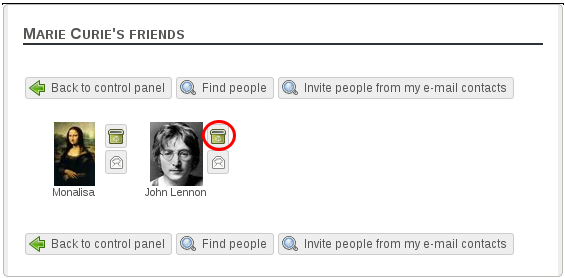 MARIE CURIE'S FRIENDS
Back to control panel Find people Invite people from my e-mail contacts
Monalisa John Lennon
Back to control panel Find people Invite people from my e-mail contacts